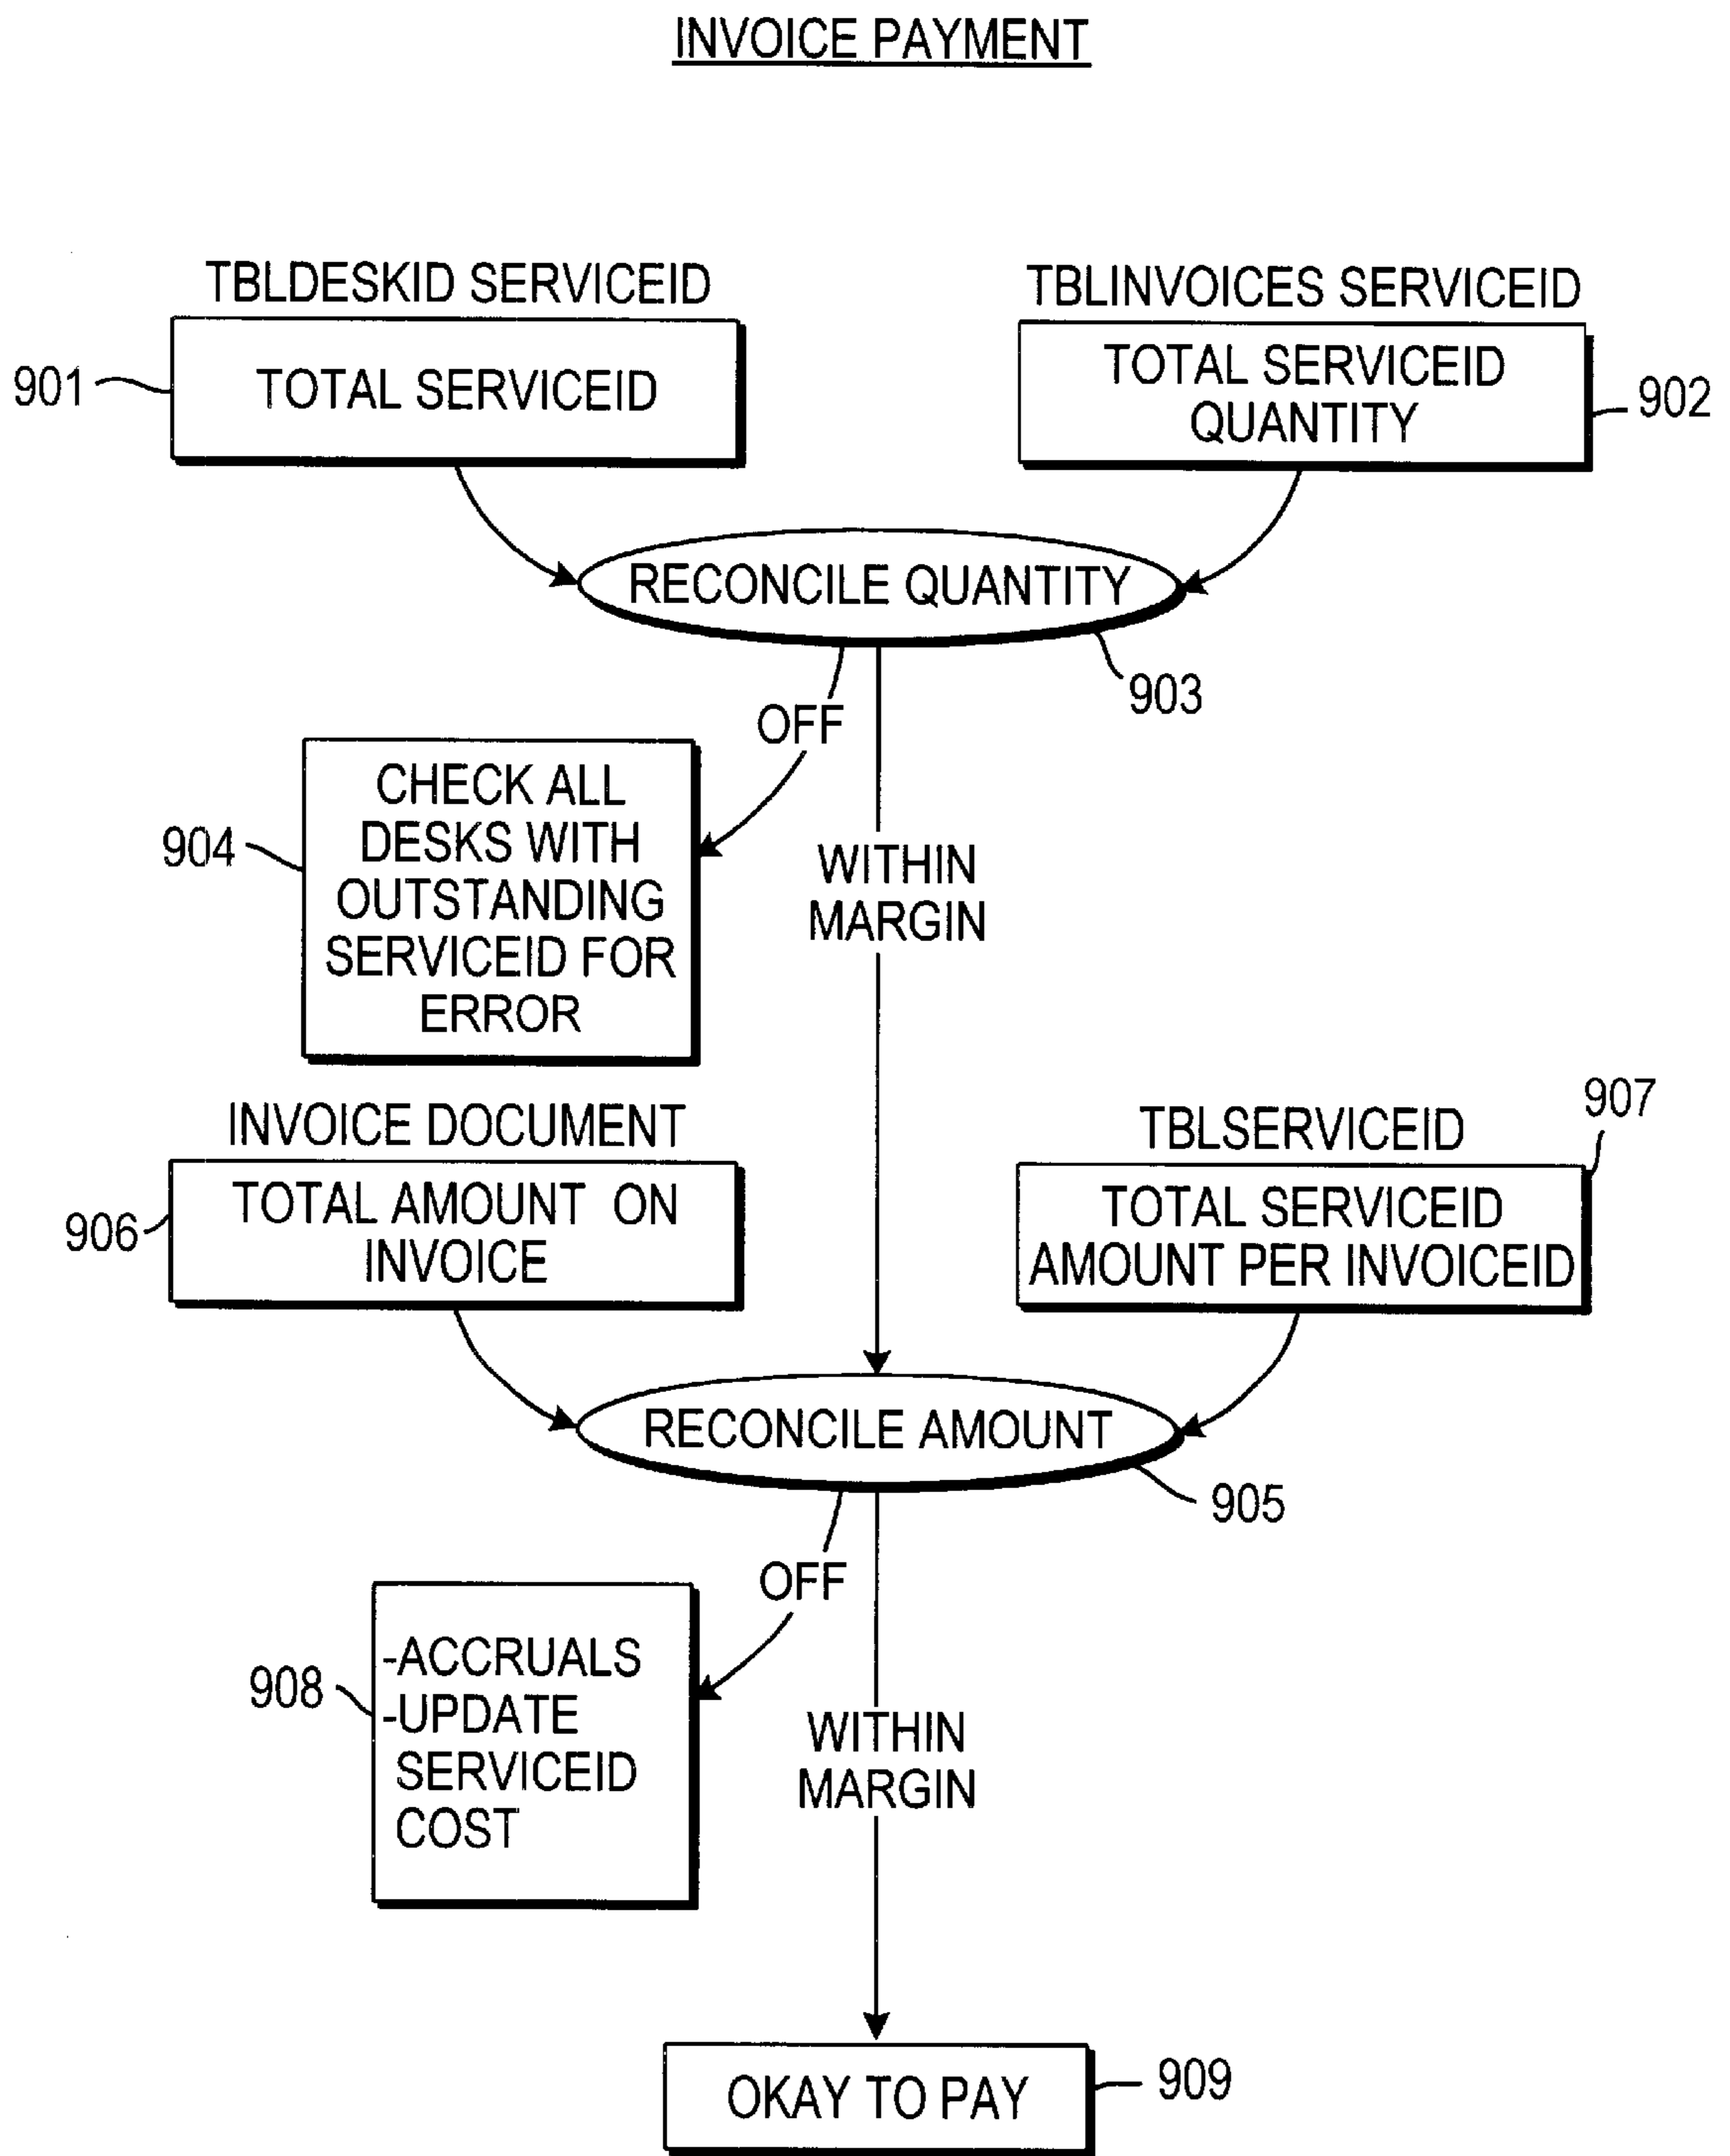 INVOICE PAYMENT
TBLDESKID SERVICEID
TBLINVOICES SERVICEID
901
TOTAL SERVICEID
TOTAL SERVICEID
QUANTITY
902
RECONCILE QUANTITY
903
OFF
904
CHECK ALL
DESKS WITH
OUTSTANDING
SERVICEID FOR
ERROR
WITHIN
MARGIN
INVOICE DOCUMENT
TBLSERVICEID
907
906
TOTAL AMOUNT ON
INVOICE
TOTAL SERVICEID
AMOUNT PER INVOICEID
RECONCILE AMOUNT
905
OFF
908
-ACCRUALS
-UPDATE
SERVICEID
COST
WITHIN
MARGIN
OKAY TO PAY
909